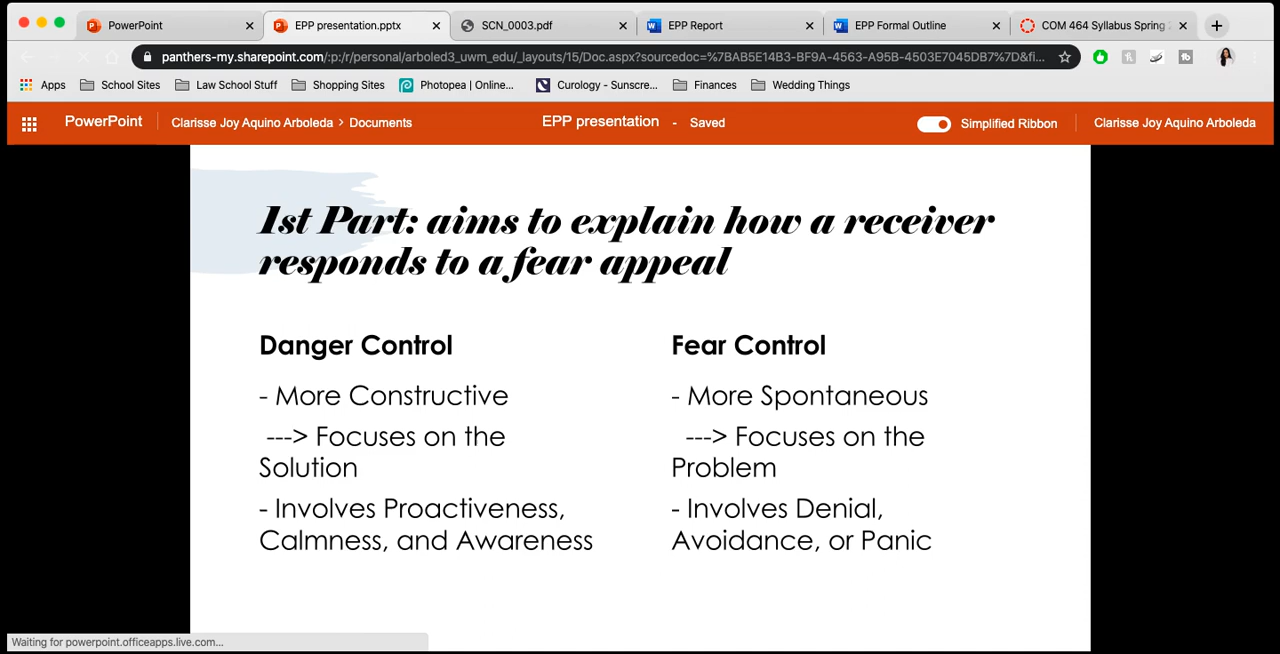 PowerPoint
EPP presentation.pptx
SCN_0003.pdf
EPP Report
EPP Formal Outline
COM 464 Syllabus Spring
panthers-my.sharepoint.com/:p:/r/personal/arboled3_uwm_edu/_layouts/15/Doc.aspx?sourcedoc=%7BAB5E14B3-BF9A-4563-A95B-4503E7045DB7%7D&fi...
Apps
School Sites
Law School Stuff
Shopping Sites
Photopea | Online...
Curology - Sunscre...
Finances
Wedding Things
PowerPoint
Clarisse Joy Aquino Arboleda > Documents
EPP presentation - Saved
Simplified Ribbon
Clarisse Joy Aquino Arboleda
1st Part: aims to explain how a receiver
responds to a fear appeal
Danger Control
- More Constructive
---> Focuses on the
Solution
- Involves Proactiveness,
Calmness, and Awareness
Fear Control
- More Spontaneous
---> Focuses on the
Problem
- Involves Denial,
Avoidance, or Panic
Waiting for powerpoint.officeapps.live.com...